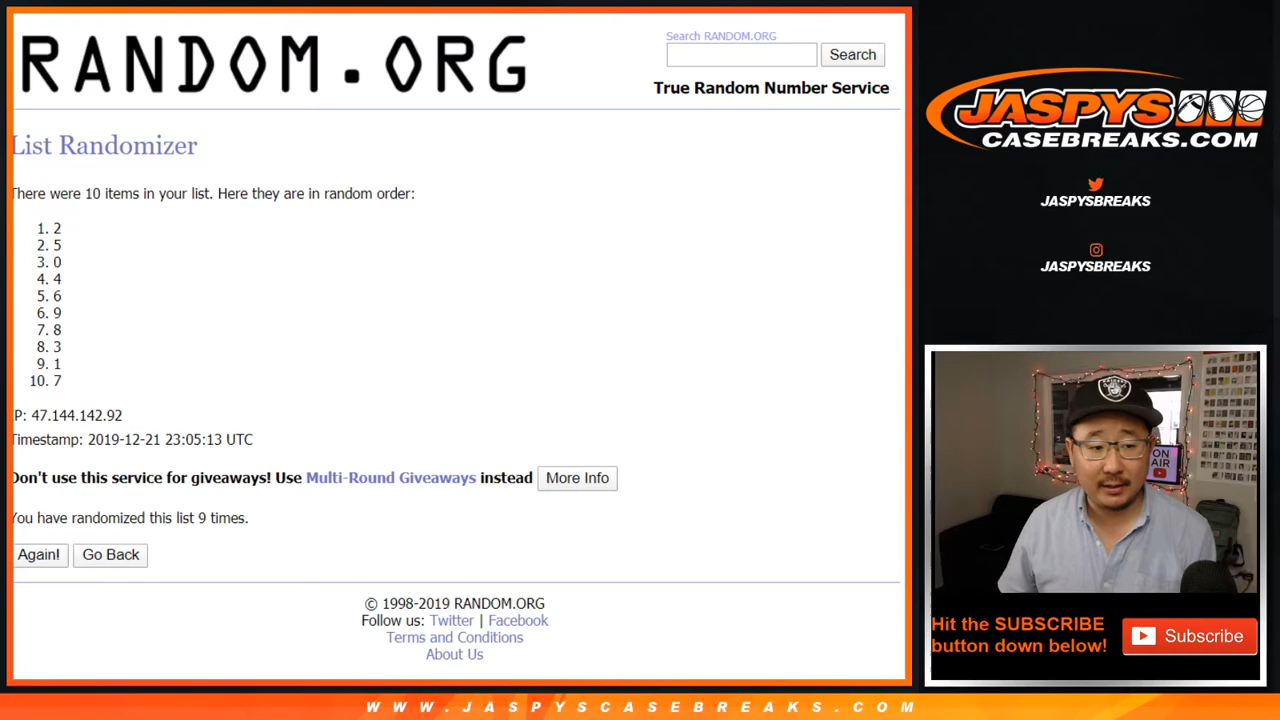 RANDOM.ORG
Search RANDOM.ORG
Search
True Random Number Service
List Randomizer
There were 10 items in your list. Here they are in random order:
1. 2
2. 5
3. 0
4. 4
5. 6
6. 9
7. 8
8. 3
9. 1
10. 7
IP: 47.144.142.92
Timestamp: 2019-12-21 23:05:13 UTC
Don't use this service for giveaways! Use Multi-Round Giveaways instead More Info
You have randomized this list 9 times.
Again! Go Back
© 1998-2019 RANDOM.ORG
Follow us: Twitter | Facebook
Terms and Conditions
About Us
JASPYS
CASEBREAKS.COM
JASPYSBREAKS
JASPYSBREAKS
ON
AIR
Hit the SUBSCRIBE
button down below!
Subscribe
WWW.JASPYSCASEBREAKS.COM